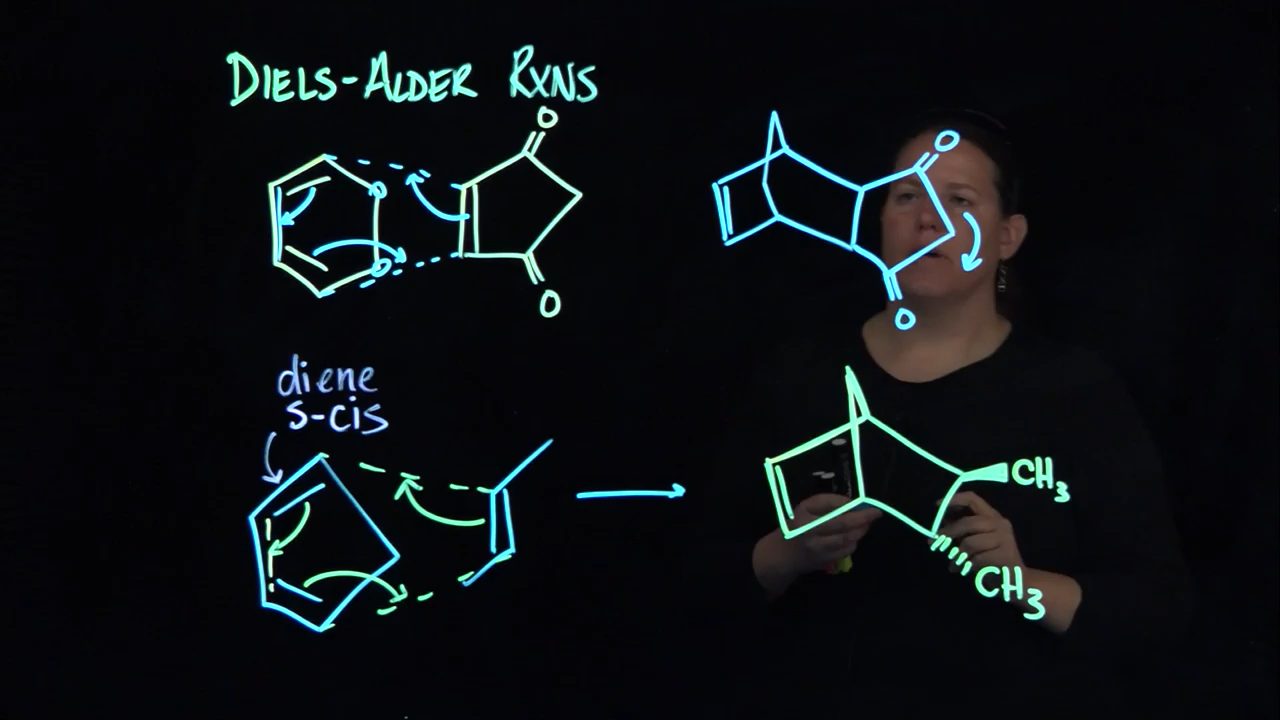 DIELS-ALDER RXNS
O
O
O
O
diene
s-cis
CH3
CH3